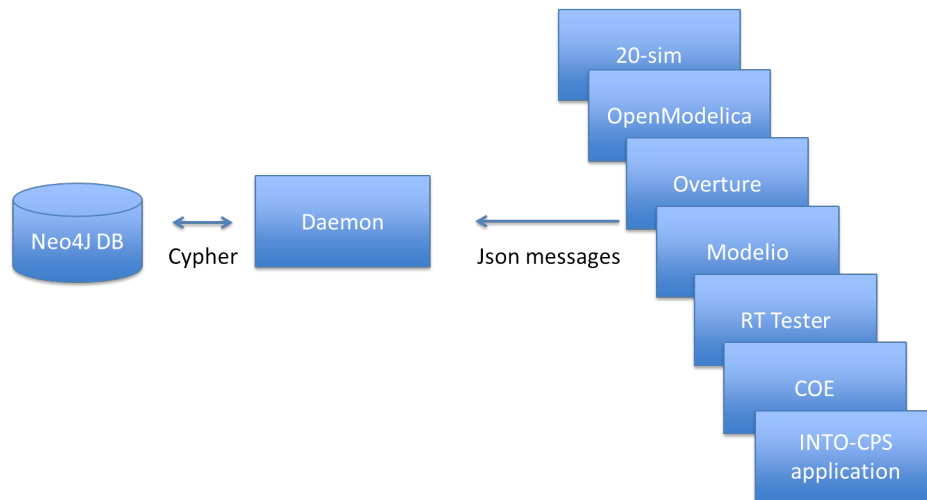 20-sim
OpenModelica
Overture
Neo4J DB
Cypher
Daemon
Json messages
Modelio
RT Tester
COE
INTO-CPS
application